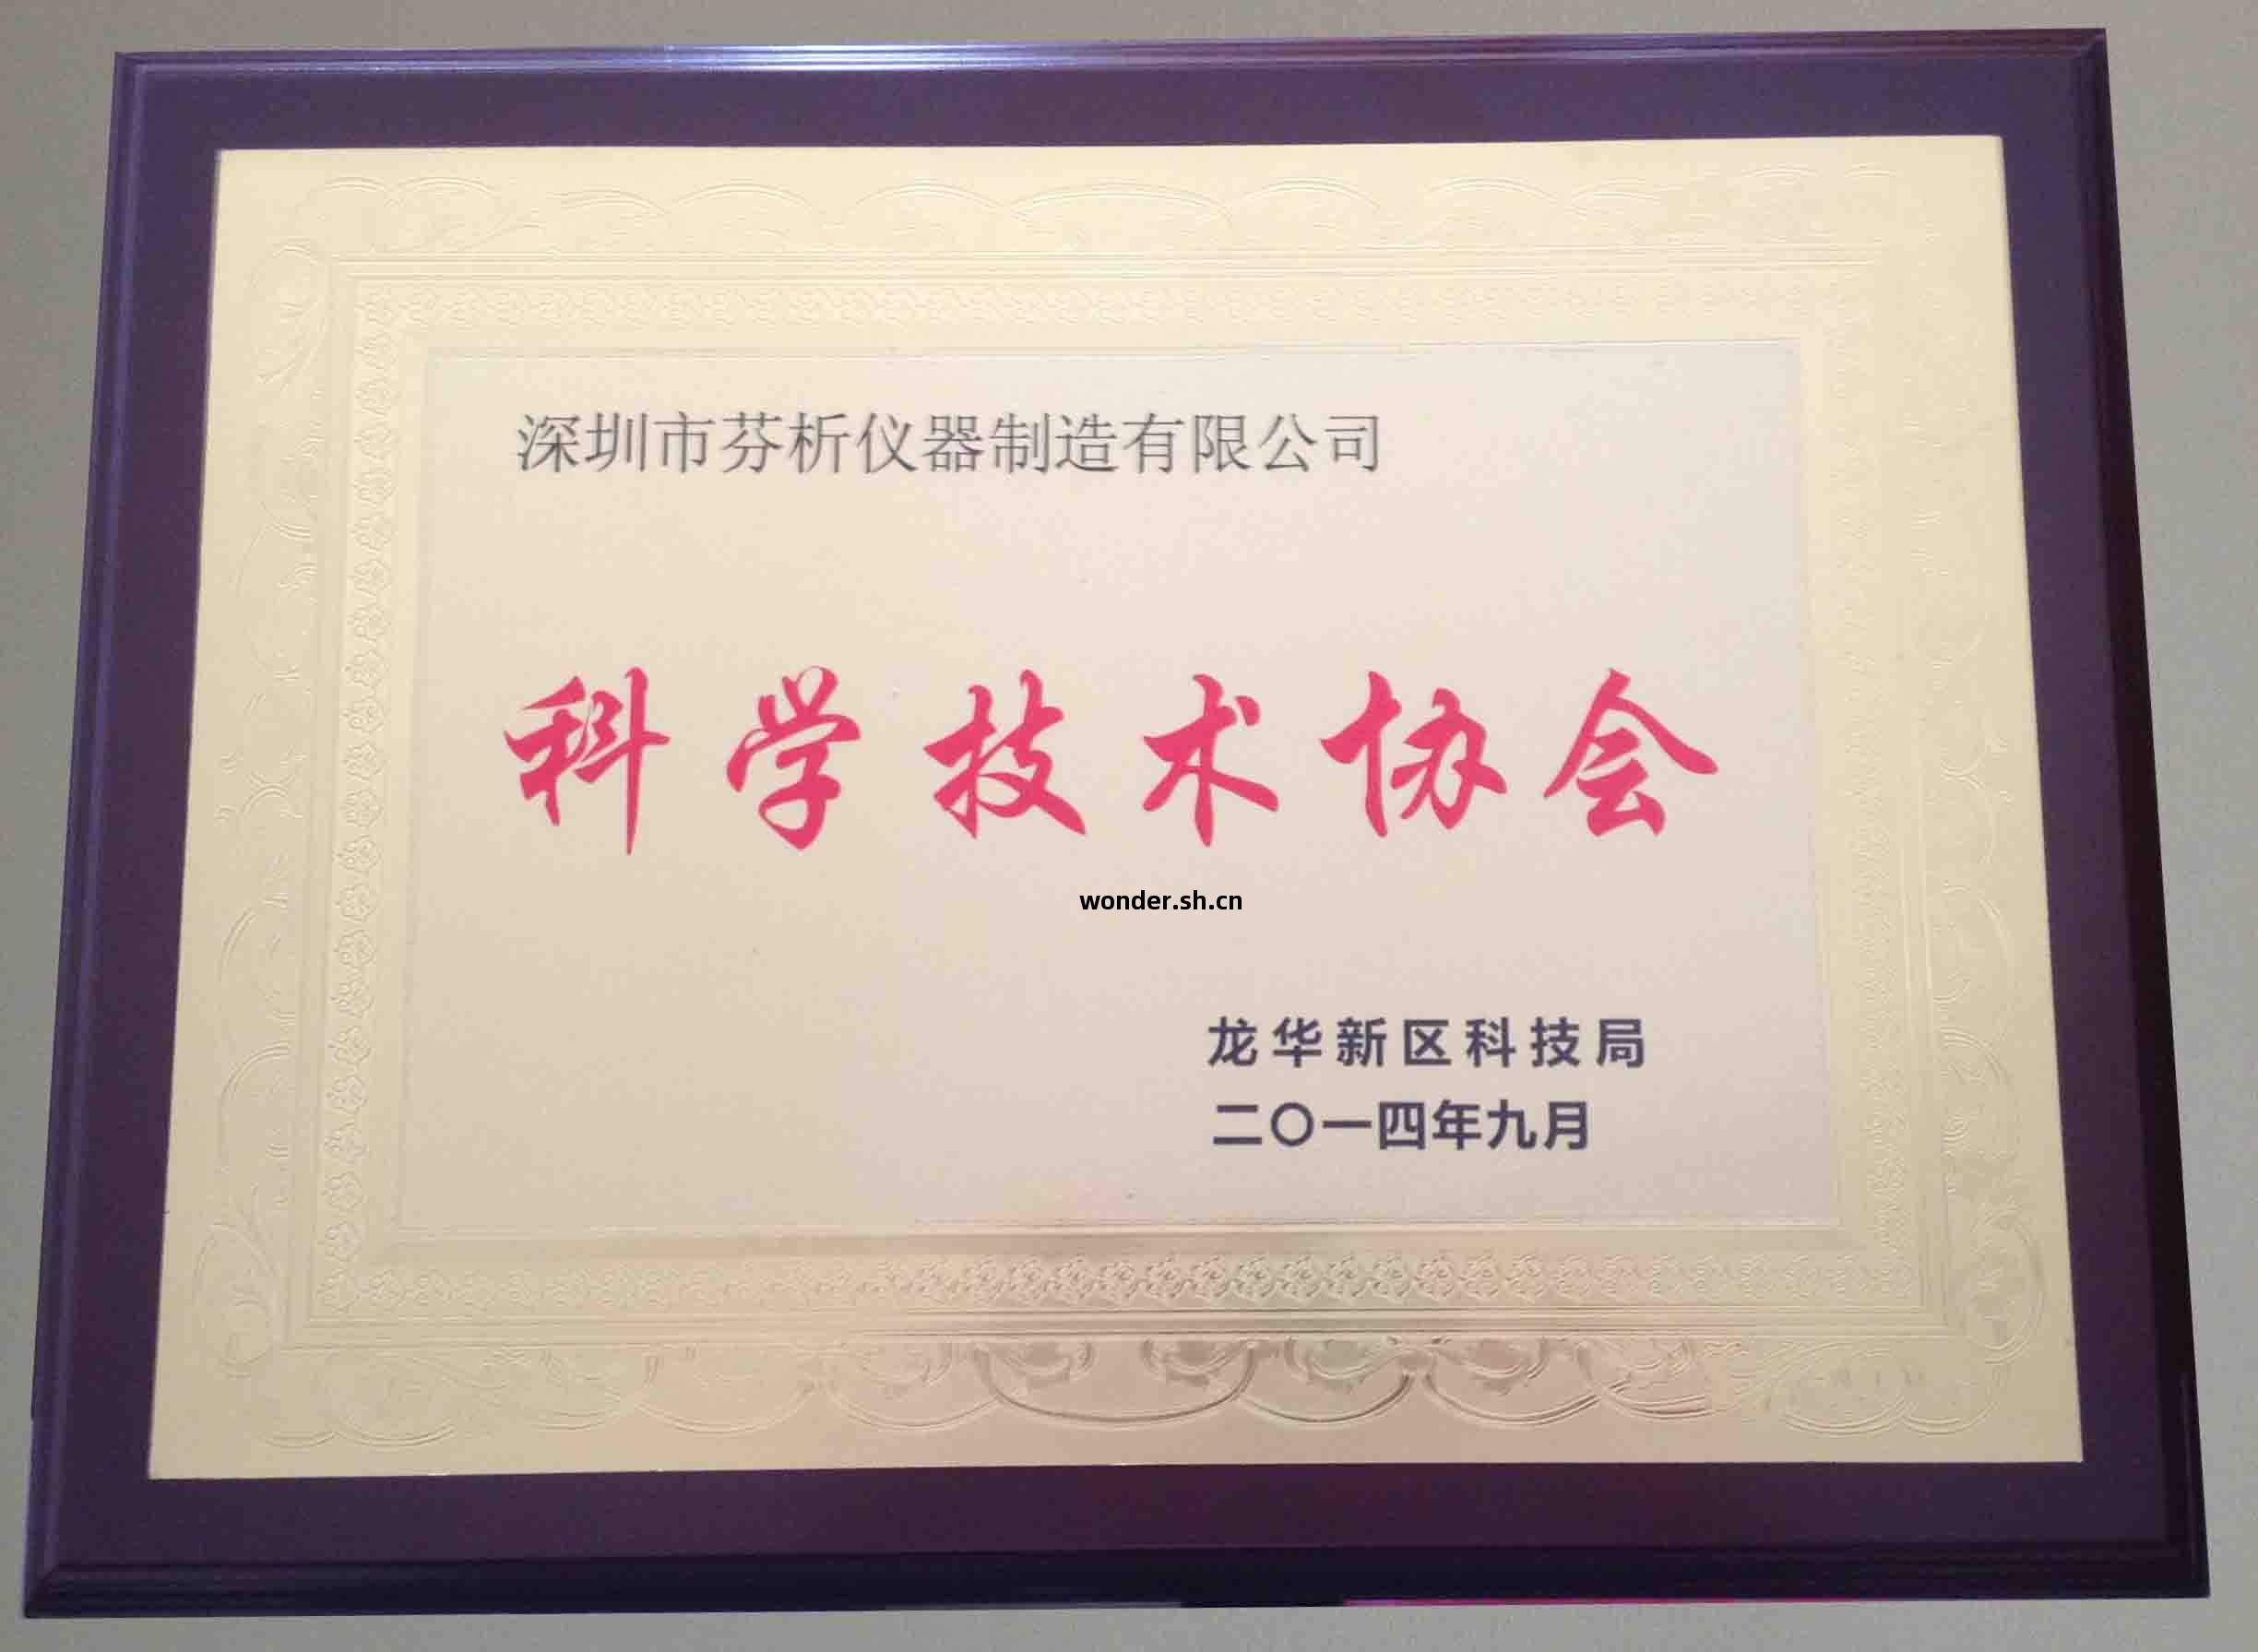 深圳市芬析仪器制造有限公司
科学技术协会
wonder.sh.cn
龙华新区科技局
二〇一四年九月